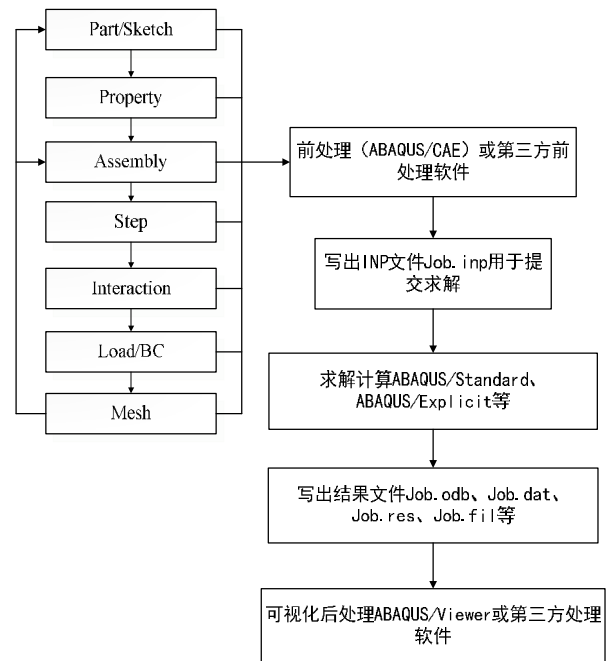 Part/Sketch
Property
Assembly
Step
Interaction
Load/BC
Mesh
前处理（ABAQUS/CAE）或第三方前
处理软件
写出INP文件Job.inp用于提
交求解
求解计算ABAQUS/Standard、
ABAQUS/Explicit等
写出结果文件Job.odb、Job.dat、
Job.res、Job.fil等
可视化后处理ABAQUS/Viewer或第三方处理
软件